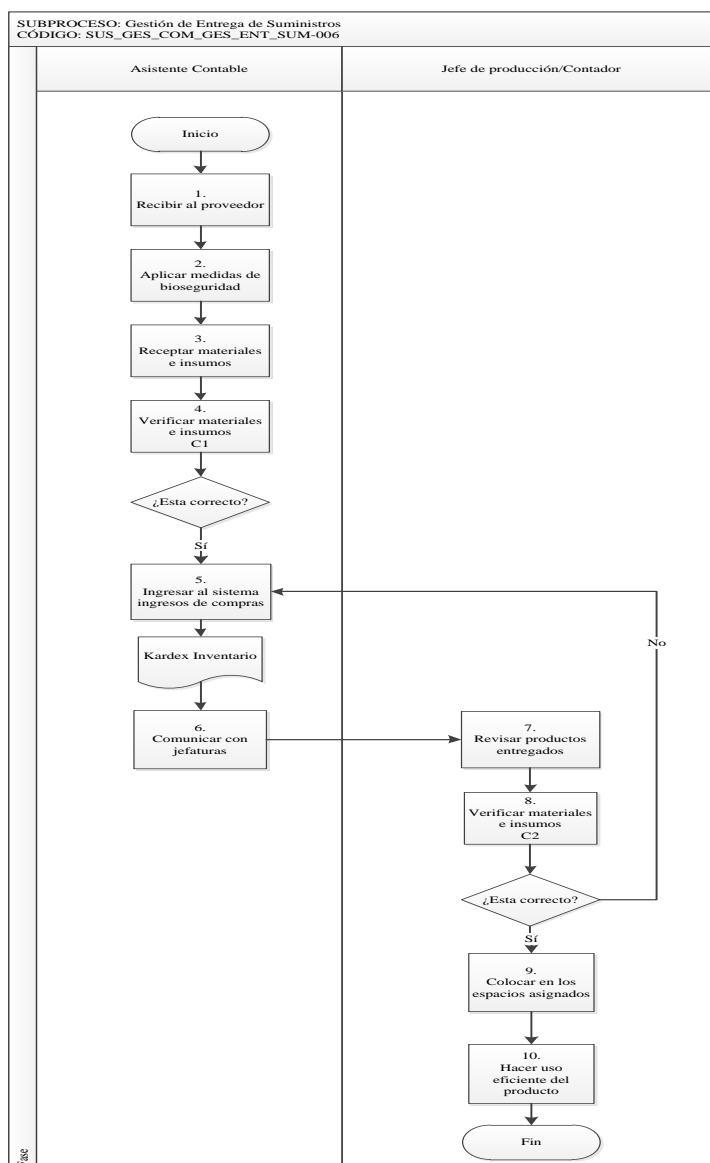 SUBPROCESO: Gestión de Entrega de Suministros
CÓDIGO: SUS_GES_COM_GES_ENT_SUM-006
Asistente Contable
Jefe de producción/Contador
Inicio
1.
Recibir al proveedor
2.
Aplicar medidas de
bioseguridad
3.
Receptar materiales
e insumos
4.
Verificar materiales
e insumos
C1
¿Esta correcto?
Sí
5.
Ingresar al sistema
ingresos de compras
Kardex Inventario
6.
Comunicar con
jefaturas
7.
Revisar productos
entregados
8.
Verificar materiales
e insumos
C2
¿Esta correcto?
No
Sí
9.
Colocar en los
espacios asignados
10.
Hacer uso
eficiente del
producto
Fin